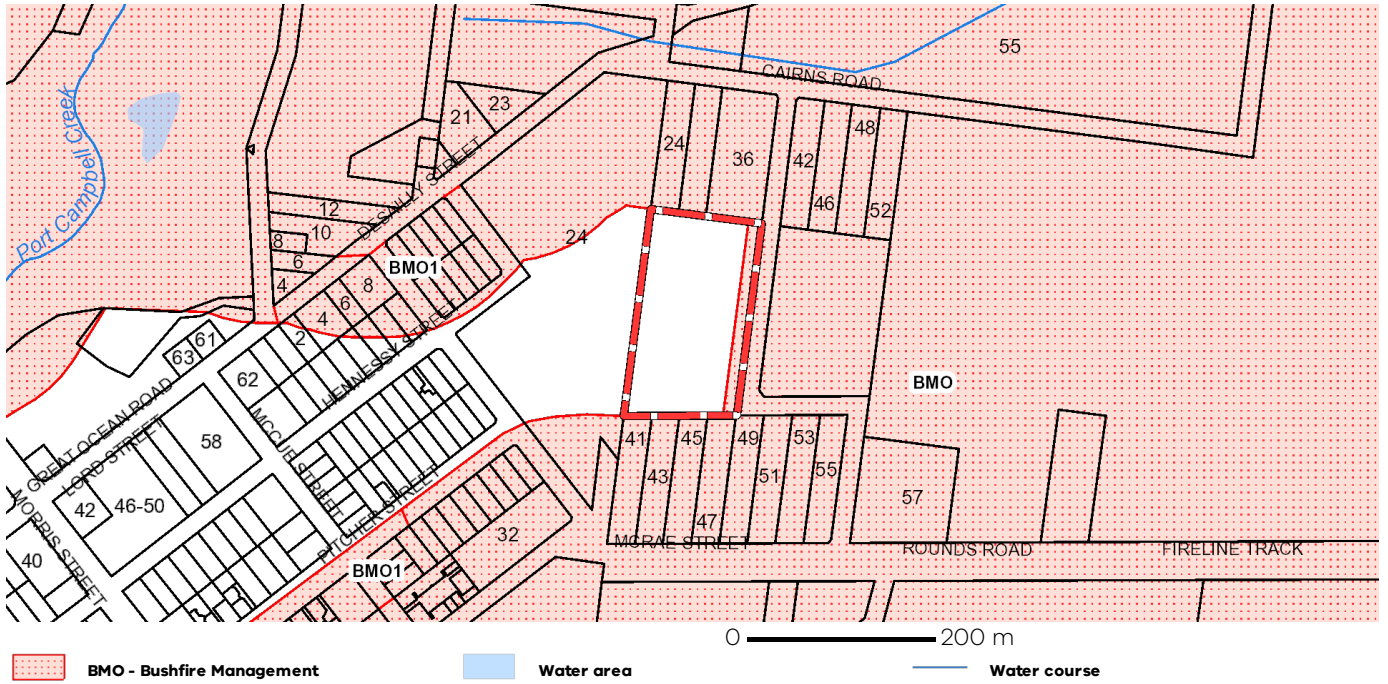 55
CAIRNS ROAD
23
21
48
24
36
42
Port Campbell Creek
DESAILLY STREET
12
46
52
10
8
24
6
BMO1
4
8
6
4
2
61
63
HENNESSY STREET
62
BMO
GREAT OCEAN ROAD
LORD STREET
MCCUE STREET
58
41
45
49
53
43
51
55
46-50
42
PITCHER STREET
57
MORRIS STREET
47
32
MCRAE STREET
ROUNDS ROAD
FIRELINE TRACK
40
BMO1
0
200 m
BMO - Bushfire Management
Water area
Water course